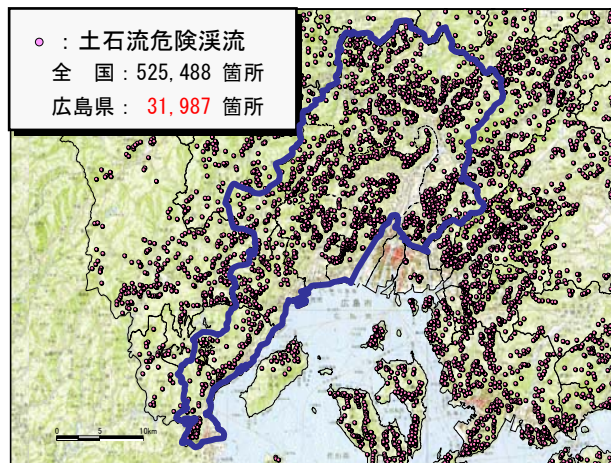 ：土石流危険渓流
全　国：525,488 箇所
広島県： 31,987 箇所
広島市
0 5 10km